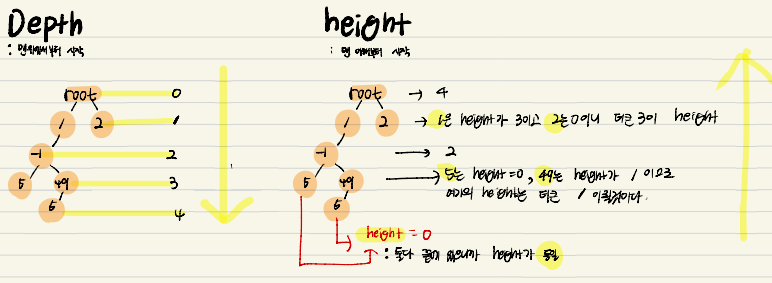 Depth
: 맨위에서부터 시작
root 0
1 2 1
-1 2
5 49 3
5 4
height
: 맨 아래부터 시작
root → 4
1 2 → 1은 height가 3이고 2는 0이니 더큰 3이 height
-1 → 2
5 49 → 5는 height=0, 49는 height가 1 이므로
여기의 height는 더큰 1 이될것이다.
5
height = 0
: 둘다 끝에 있으니까 height가 동일